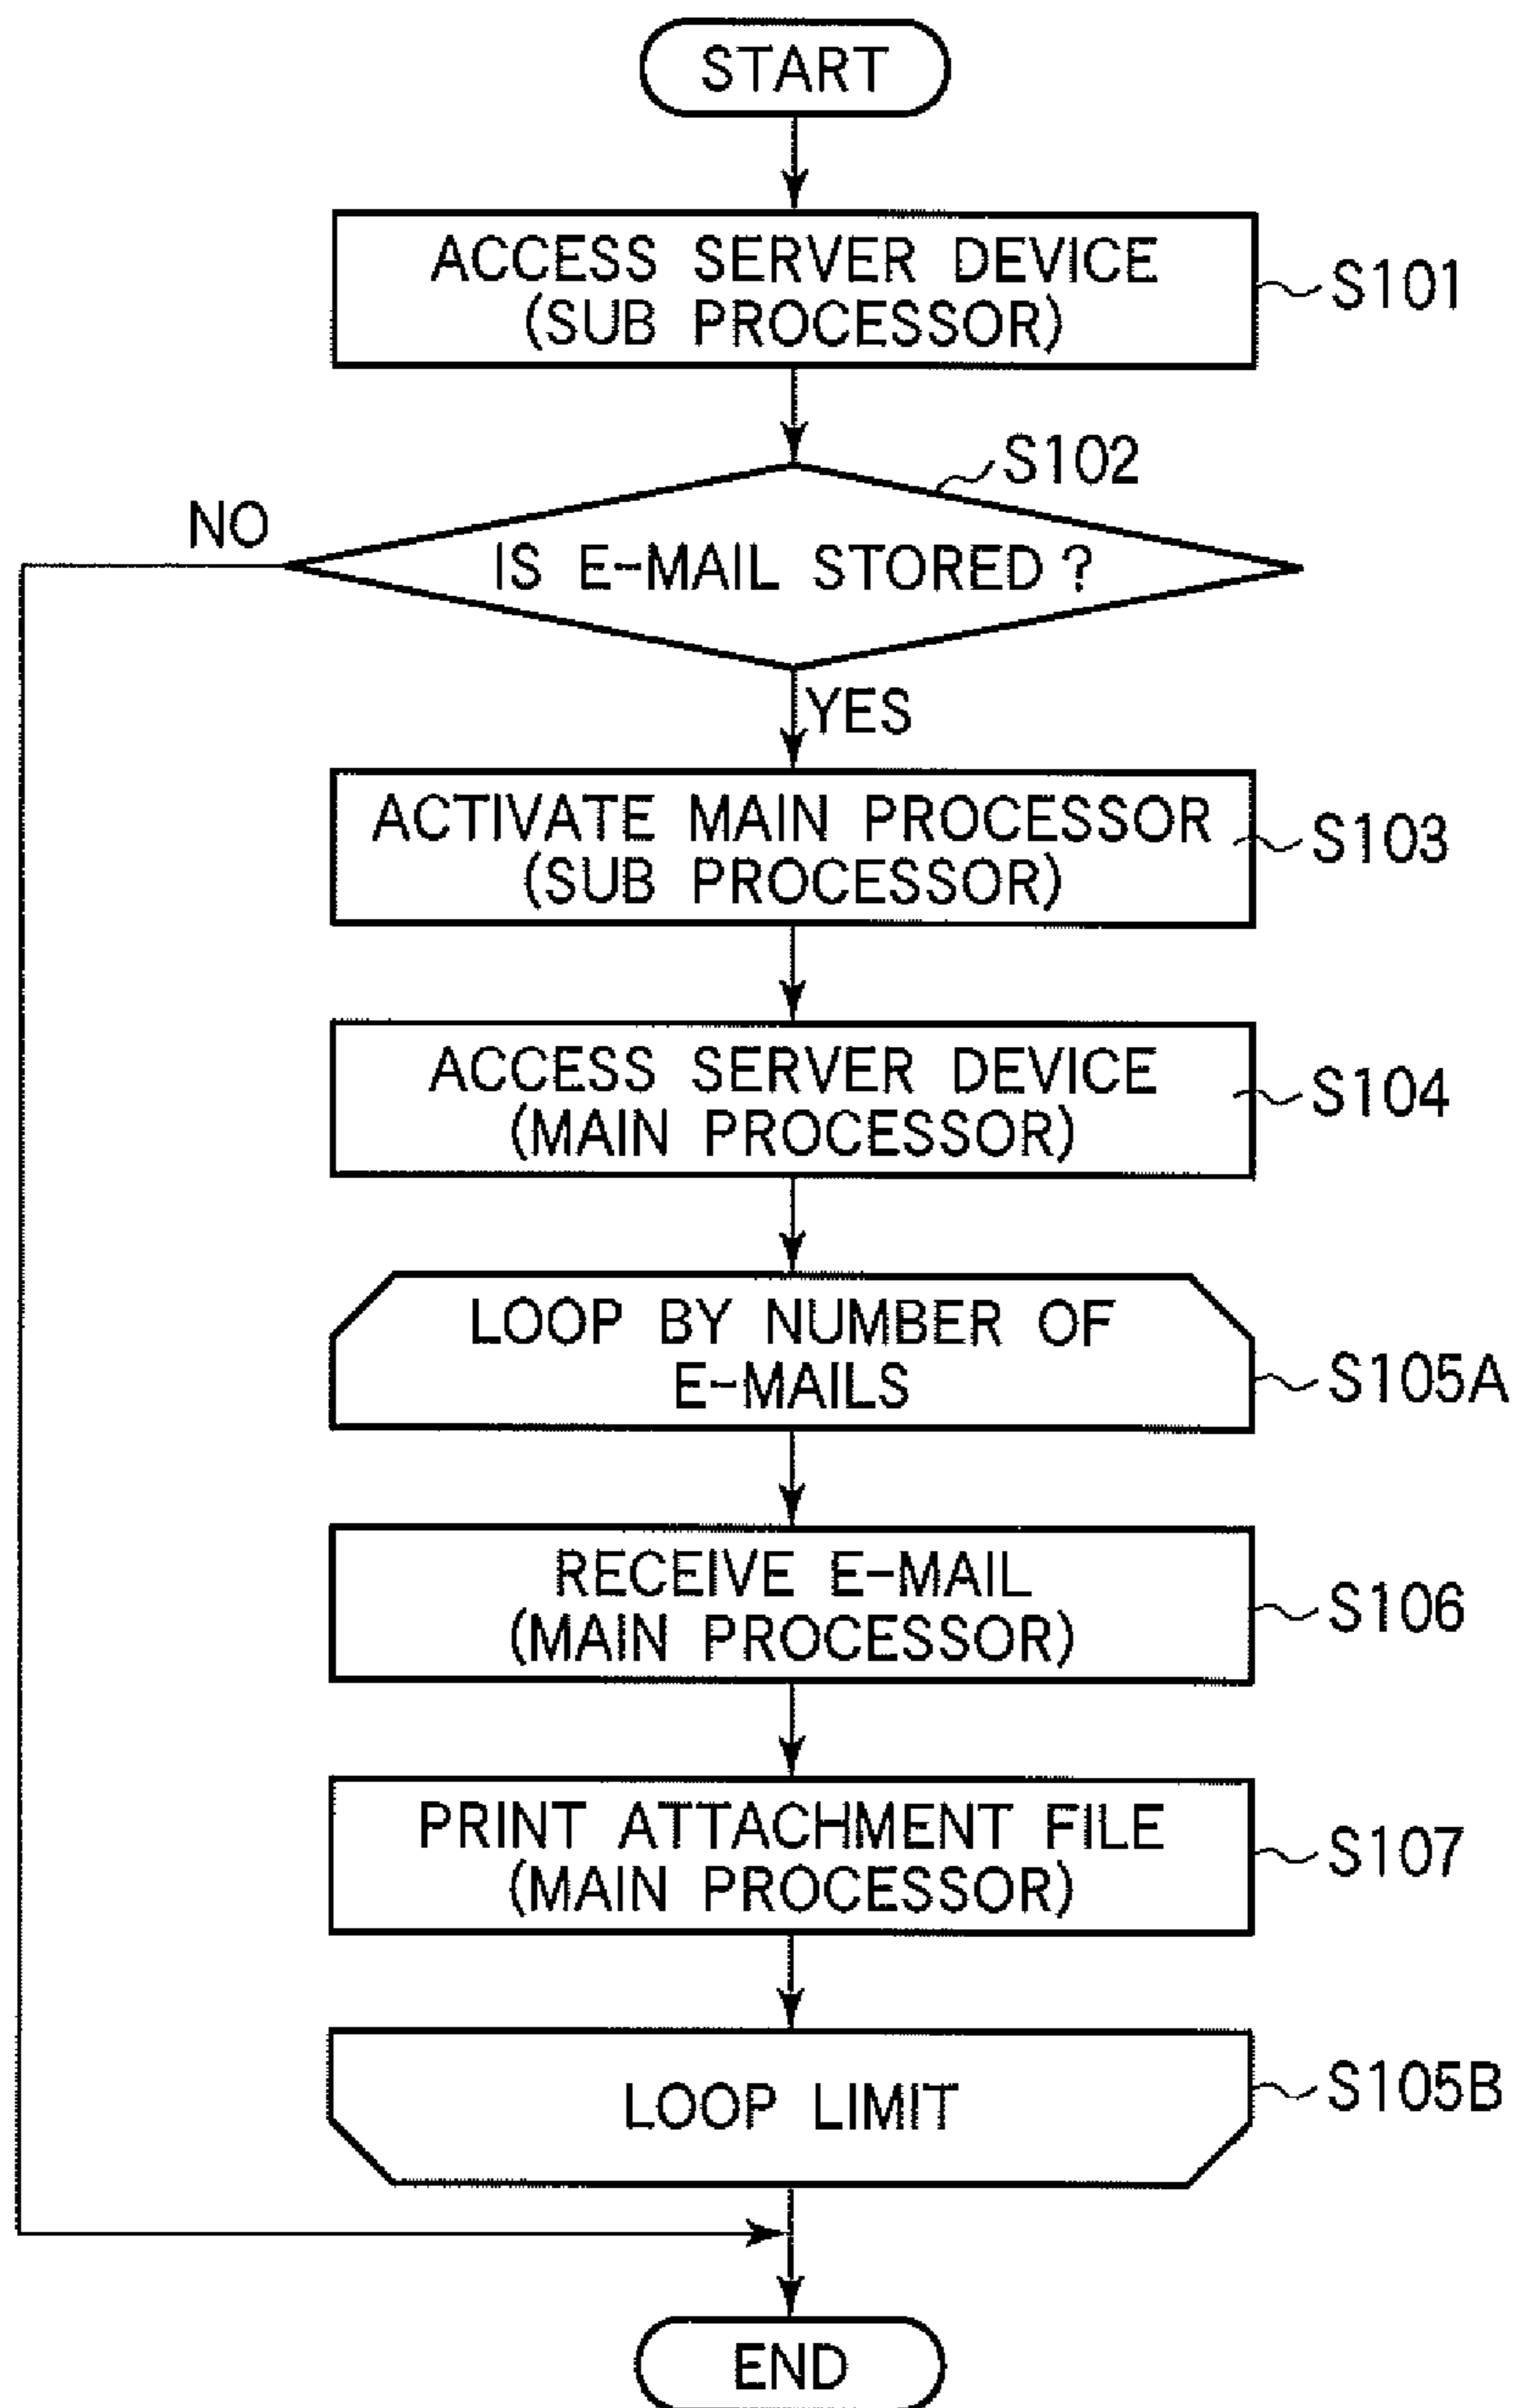 START
ACCESS SERVER DEVICE
(SUB PROCESSOR)
S101
S102
NO
IS E-MAIL STORED?
YES
ACTIVATE MAIN PROCESSOR
(SUB PROCESSOR)
S103
ACCESS SERVER DEVICE
(MAIN PROCESSOR)
S104
LOOP BY NUMBER OF
E-MAILS
S105A
RECEIVE E-MAIL
(MAIN PROCESSOR)
S106
PRINT ATTACHMENT FILE
(MAIN PROCESSOR)
S107
LOOP LIMIT
S105B
END